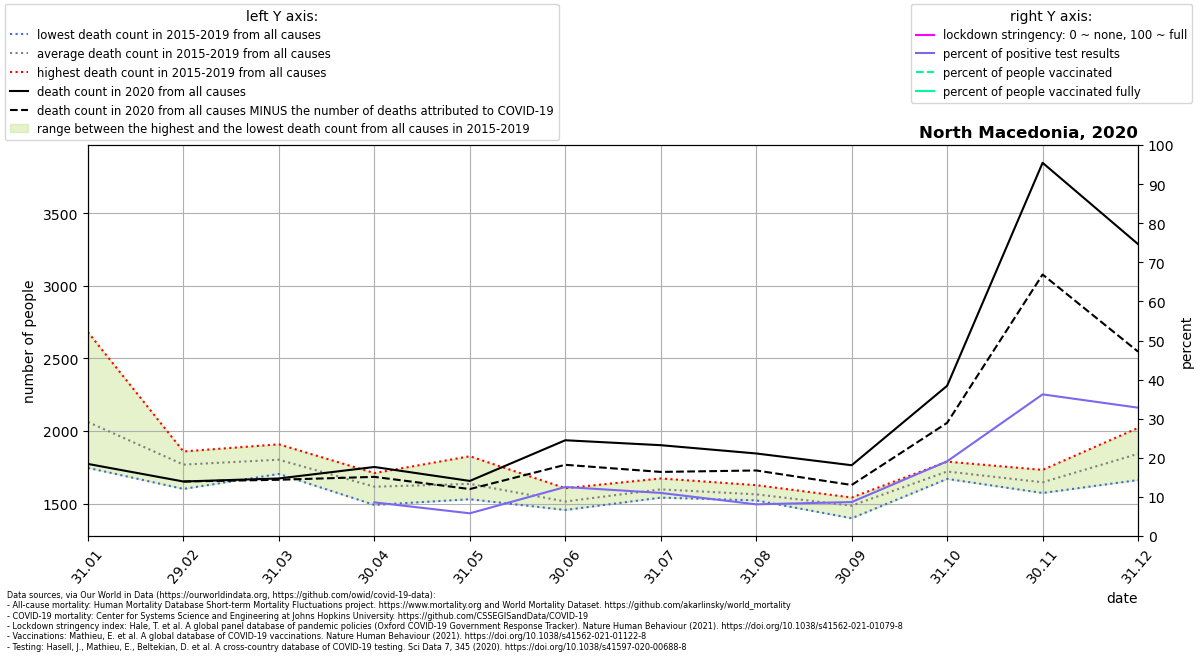 left Y axis:
lowest death count in 2015-2019 from all causes
average death count in 2015-2019 from all causes
highest death count in 2015-2019 from all causes
death count in 2020 from all causes
death count in 2020 from all causes MINUS the number of deaths attributed to COVID-19
range between the highest and the lowest death count from all causes in 2015-2019
right Y axis:
lockdown stringency: 0 ~ none, 100 ~ full
percent of positive test results
percent of people vaccinated
percent of people vaccinated fully
North Macedonia, 2020
number of people
3500
3000
2500
2000
1500
100
90
80
70
60
50
40
30
20
10
0
percent
31.01
29.02
31.03
30.04
31.05
30.06
31.07
31.08
30.09
31.10
30.11
31.12
date
Data sources, via Our World in Data (https://ourworldindata.org, https://github.com/owid/covid-19-data):
- All-cause mortality: Human Mortality Database Short-term Mortality Fluctuations project. https://www.mortality.org and World Mortality Dataset. https://github.com/akarlinsky/world_mortality
- COVID-19 mortality: Center for Systems Science and Engineering at Johns Hopkins University. https://github.com/CSSEGISandData/COVID-19
- Lockdown stringency index: Hale, T. et al. A global panel database of pandemic policies (Oxford COVID-19 Government Response Tracker). Nature Human Behaviour (2021). https://doi.org/10.1038/s41562-021-01079-8
- Vaccinations: Mathieu, E. et al. A global database of COVID-19 vaccinations. Nature Human Behaviour (2021). https://doi.org/10.1038/s41562-021-01122-8
- Testing: Hasell, J., Mathieu, E., Beltekian, D. et al. A cross-country database of COVID-19 testing. Sci Data 7, 345 (2020). https://doi.org/10.1038/s41597-020-00688-8